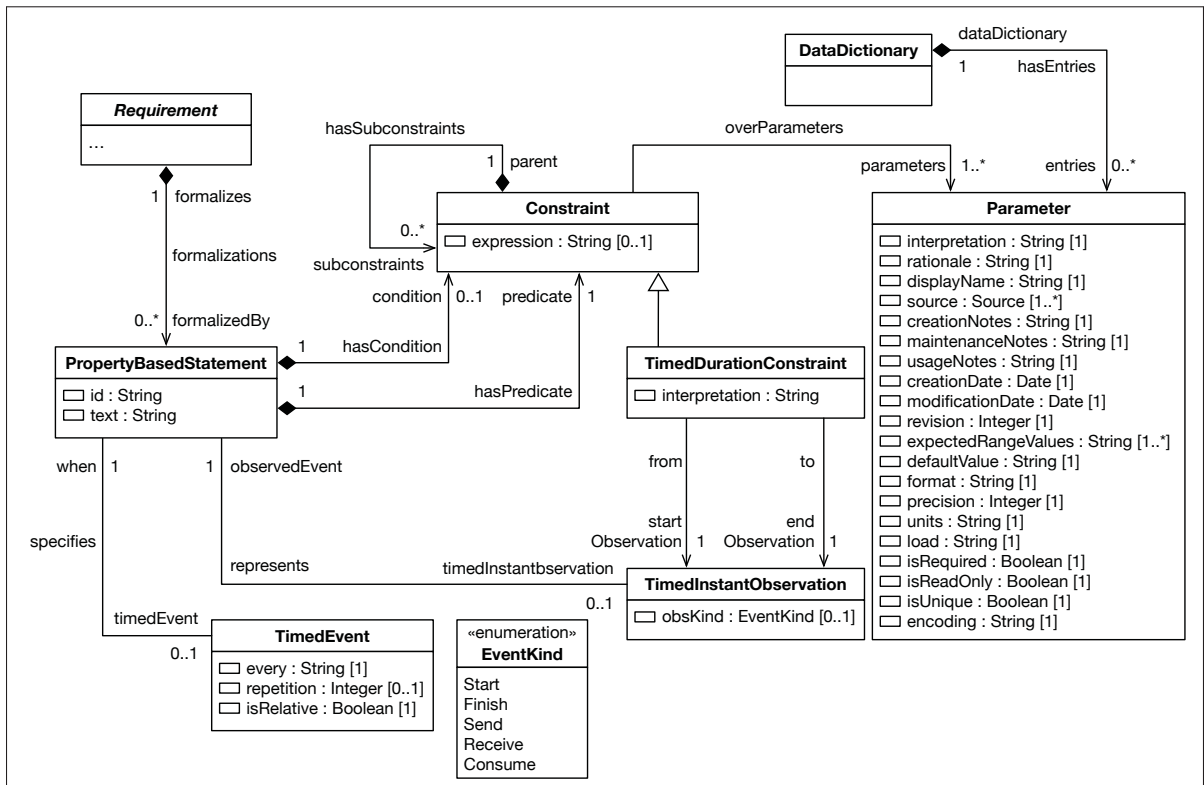 dataDictionary
DataDictionary
1
hasEntries
Requirement
...
hasSubconstraints
overParameters
1
parent
parameters
1..*
entries
0..*
1
formalizes
Constraint
expression : String [0..1]
0..*
subconstraints
formalizations
condition
0..1
predicate
1
0..*
formalizedBy
Parameter
interpretation : String [1]
rationale : String [1]
displayName : String [1]
source : Source [1..*]
creationNotes : String [1]
maintenanceNotes : String [1]
usageNotes : String [1]
creationDate : Date [1]
modificationDate : Date [1]
revision : Integer [1]
expectedRangeValues : String [1..*]
defaultValue : String [1]
format : String [1]
precision : Integer [1]
units : String [1]
load : String [1]
isRequired : Boolean [1]
isReadOnly : Boolean [1]
isUnique : Boolean [1]
encoding : String [1]
PropertyBasedStatement
id : String
text : String
1
hasCondition
1
hasPredicate
TimedDurationConstraint
interpretation : String
when
1
1
observedEvent
from
to
specifies
start
Observation
1
end
Observation
1
represents
timedInstantbservation
0..1
TimedInstantObservation
obsKind : EventKind [0..1]
timedEvent
0..1
TimedEvent
every : String [1]
repetition : Integer [0..1]
isRelative : Boolean [1]
«enumeration»
EventKind
Start
Finish
Send
Receive
Consume